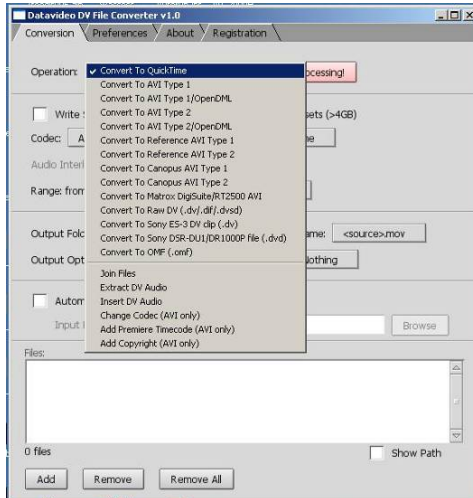 Datavideo DV File Converter v1.0
Conversion Preferences About Registration
Operation: ✓ Convert To QuickTime
Convert To AVI Type 1
Convert To AVI Type 1/OpenDML
Convert To AVI Type 2
Convert To AVI Type 2/OpenDML
Convert To Reference AVI Type 1
Convert To Reference AVI Type 2
Convert To Canopus AVI Type 1
Convert To Canopus AVI Type 2
Convert To Matrox DigiSuite/RT2500 AVI
Convert To Raw DV (.dv/.dif/.dvsd)
Convert To Sony ES-3 DV clip (.dv)
Convert To Sony DSR-DU1/DR1000P file (.dvd)
Convert To OMF (.omf)
Join Files
Extract DV Audio
Insert DV Audio
Change Codec (AVI only)
Add Premiere Timecode (AVI only)
Add Copyright (AVI only)
ocessing!
Write
sets (>4GB)
Codec: A
Audio Interl
Range: from
Output Fold
me: <source>.mov
Output Opt
lothing
Autom
Input
Browse
Files:
0 files
Show Path
Add Remove Remove All